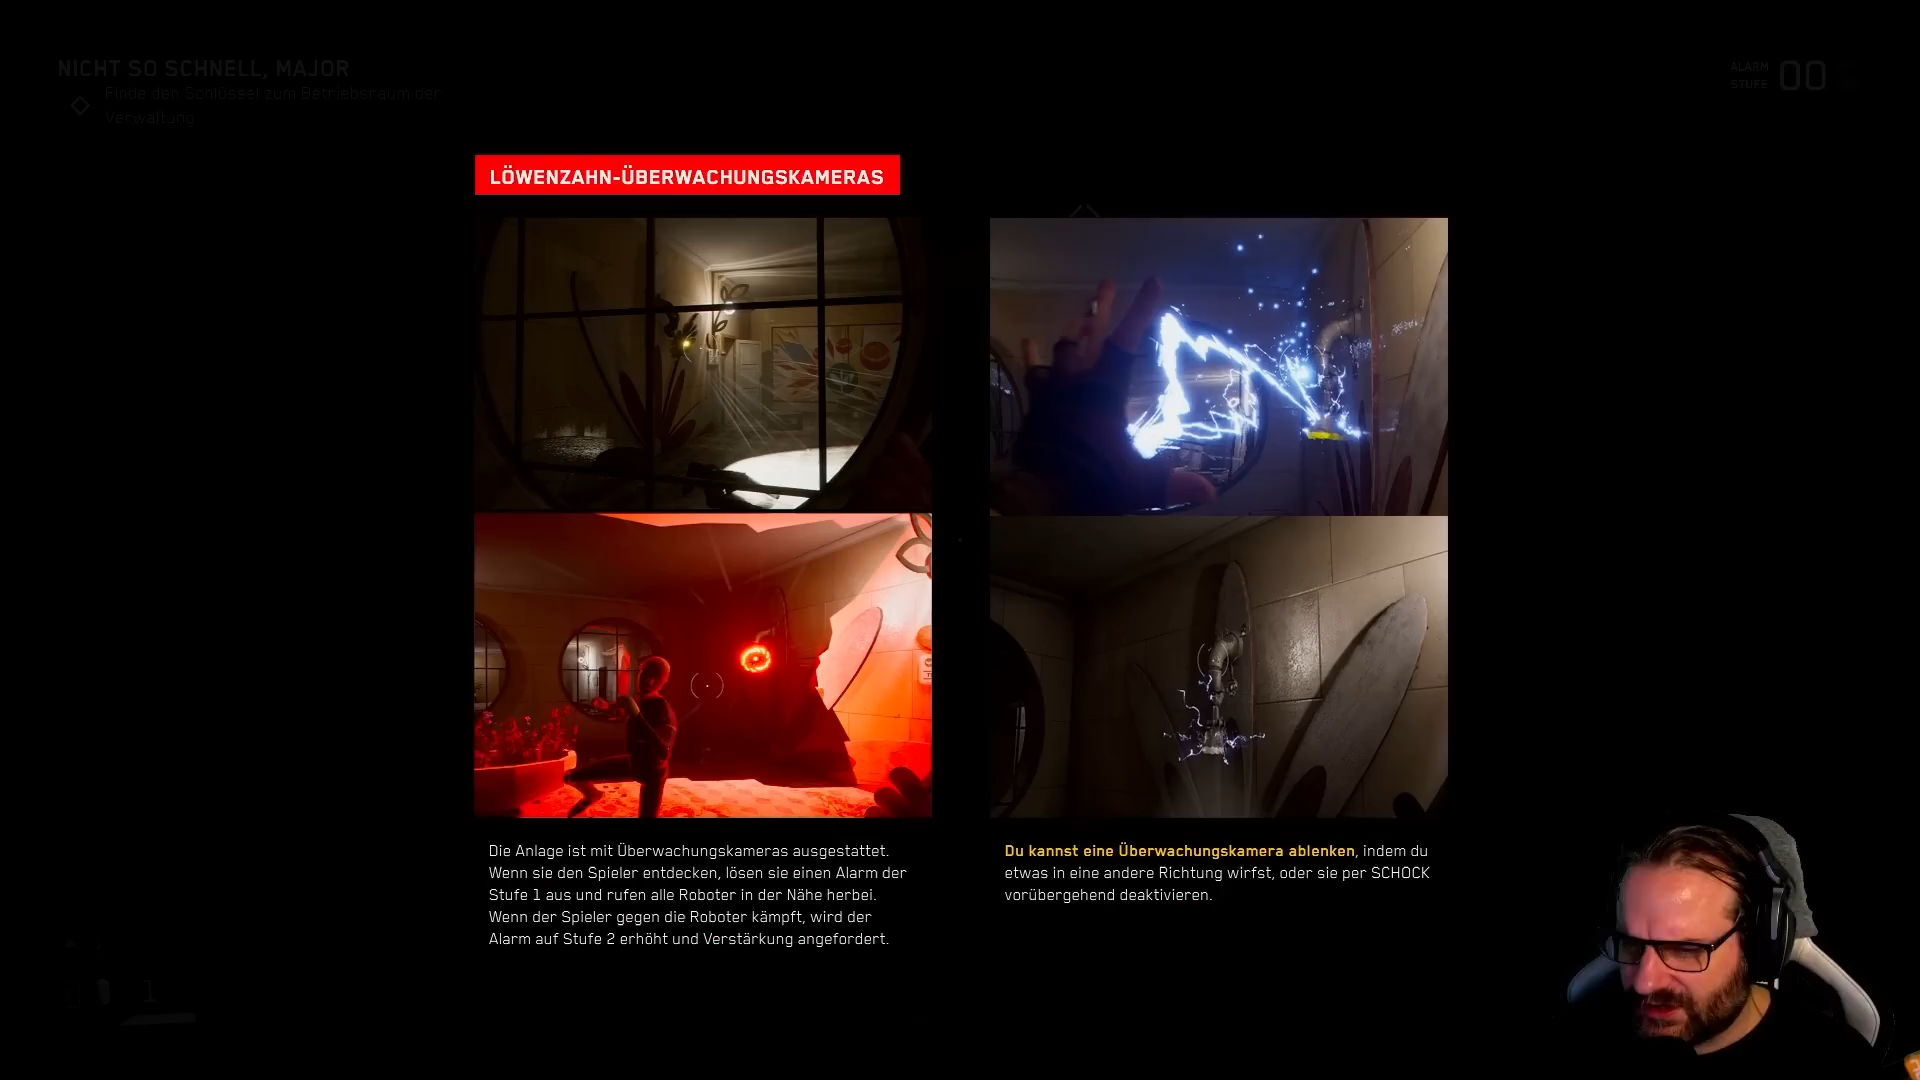 NICHT SO SCHNELL, MAJOR
Finde den Schlüssel zum Betriebsraum der
Verwaltung
ALARM
STUFE 00
LÖWENZAHN-ÜBERWACHUNGSKAMERAS
Die Anlage ist mit Überwachungskameras ausgestattet.
Wenn sie den Spieler entdecken, lösen sie einen Alarm der
Stufe 1 aus und rufen alle Roboter in der Nähe herbei.
Wenn der Spieler gegen die Roboter kämpft, wird der
Alarm auf Stufe 2 erhöht und Verstärkung angefordert.
Du kannst eine Überwachungskamera ablenken, indem du
etwas in eine andere Richtung wirfst, oder sie per SCHOCK
vorübergehend deaktivieren.
1